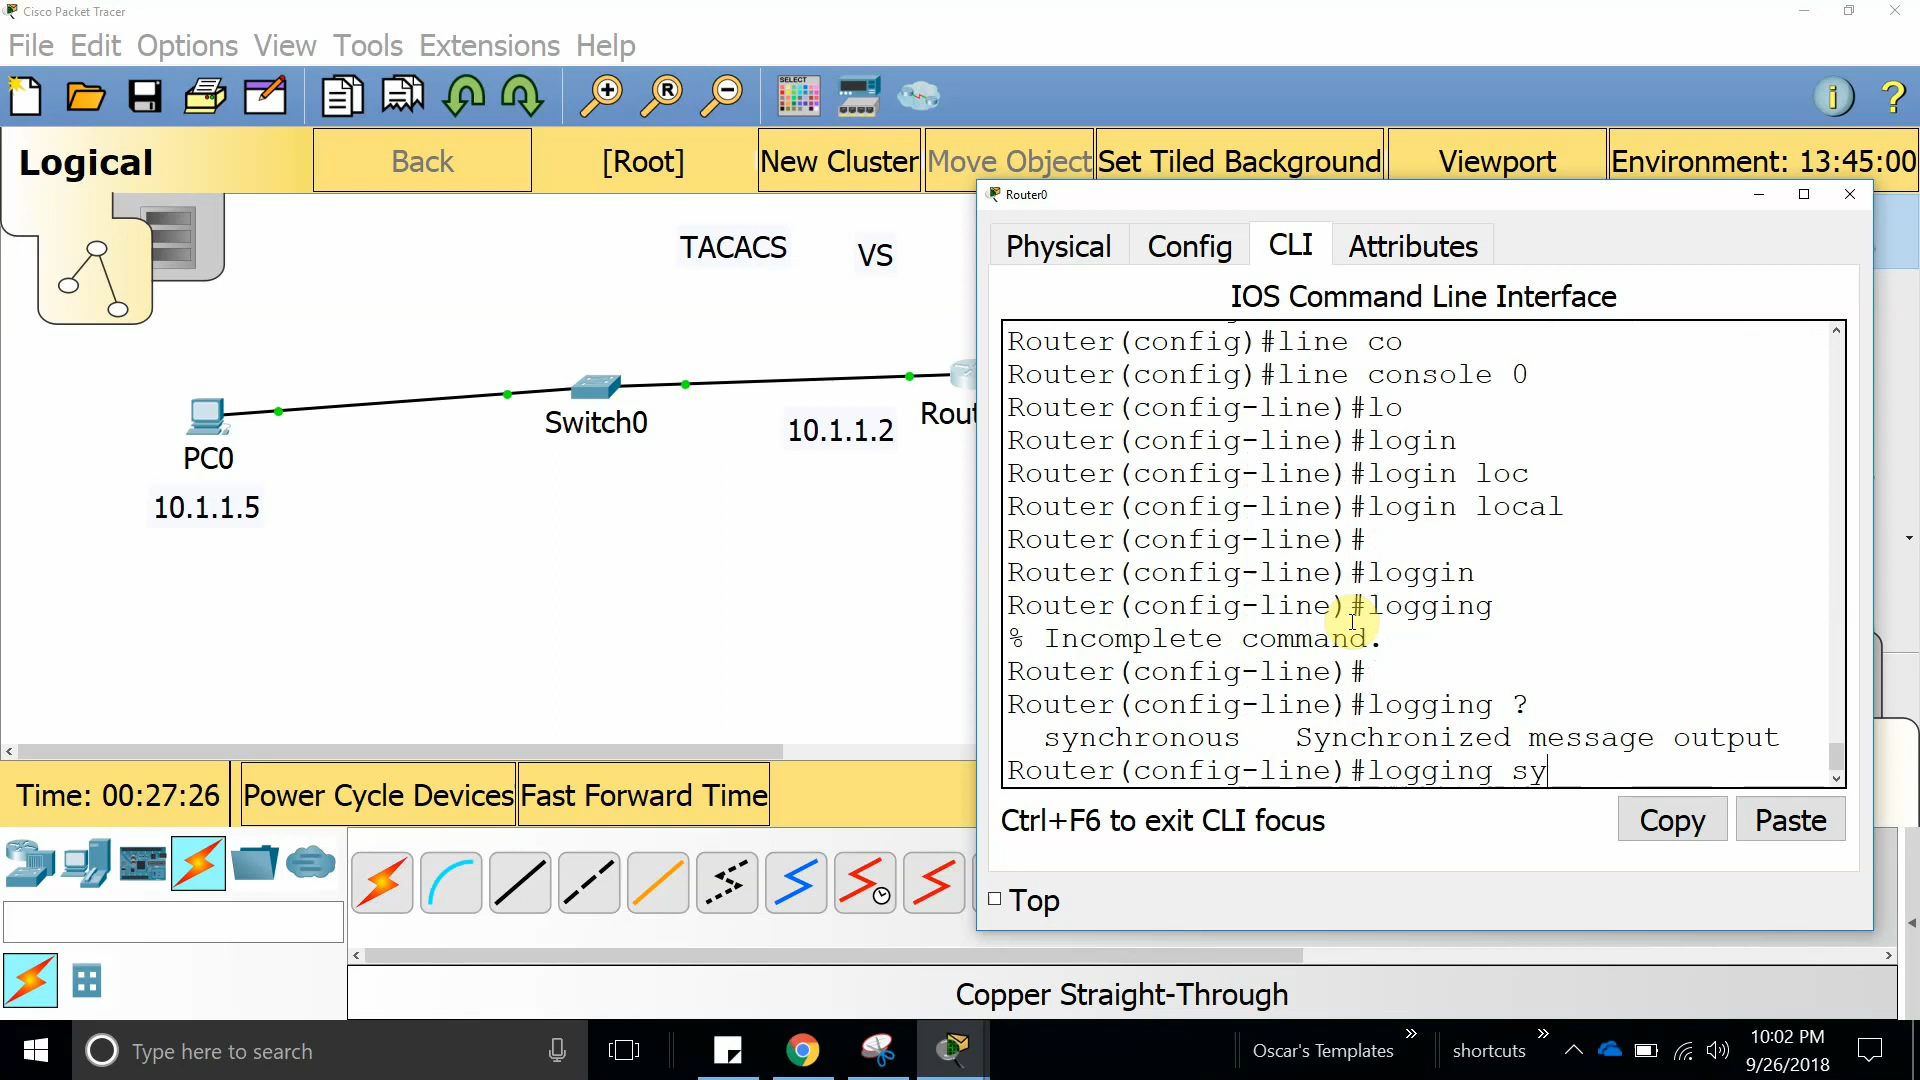 Cisco Packet Tracer
File Edit Options View Tools Extensions Help
R
SELECT
i ?
Logical
Back
[Root]
New Cluster
Move Object
Set Tiled Background
Viewport
Environment: 13:45:00
TACACS
VS
PC0
10.1.1.5
Switch0
10.1.1.2
Rout
Router0
Physical
Config
CLI
Attributes
IOS Command Line Interface
Router(config)#line co
Router(config)#line console 0
Router(config-line)#lo
Router(config-line)#login
Router(config-line)#login loc
Router(config-line)#login local
Router(config-line)#
Router(config-line)#loggin
Router(config-line)#logging
% Incomplete command.
Router(config-line)#
Router(config-line)#logging ?
synchronous Synchronized message output
Router(config-line)#logging sy
Ctrl+F6 to exit CLI focus
Copy
Paste
Top
Time: 00:27:26
Power Cycle Devices
Fast Forward Time
Copper Straight-Through
Type here to search
Oscar's Templates
shortcuts
10:02 PM
9/26/2018